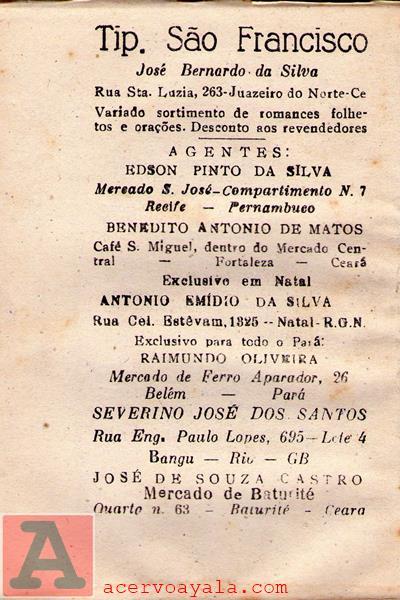 Tip. São Francisco
José Bernardo da Silva
Rua Sta. Luzia, 263-Juazeiro do Norte-Ce
Variado sortimento de romances folhe-
tos e orações. Desconto aos revendedores
AGENTES:
EDSON PINTO DA SILVA
Mercado S. José-Compartimento N. 7
Recife — Pernambuco
BENEDITO ANTONIO DE MATOS
Café S. Miguel, dentro do Mercado Cen-
tral — Fortaleza — Ceará
Exclusivo em Natal
ANTONIO EMÍDIO DA SILVA
Rua Cel. Estêvam, 1325 -- Natal-R.G.N.
Exclusivo para todo o Pará:
RAIMUNDO OLIVEIRA
Mercado de Ferro Aparador, 26
Belém — Pará
SEVERINO JOSÉ DOS SANTOS
Rua Eng. Paulo Lopes, 695—Lote 4
Bangu — Rio — GB
JOSÉ DE SOUZA CASTRO
Mercado de Baturité
Quarto n. 63 — Baturité - Ceara
A
acervoayala.com